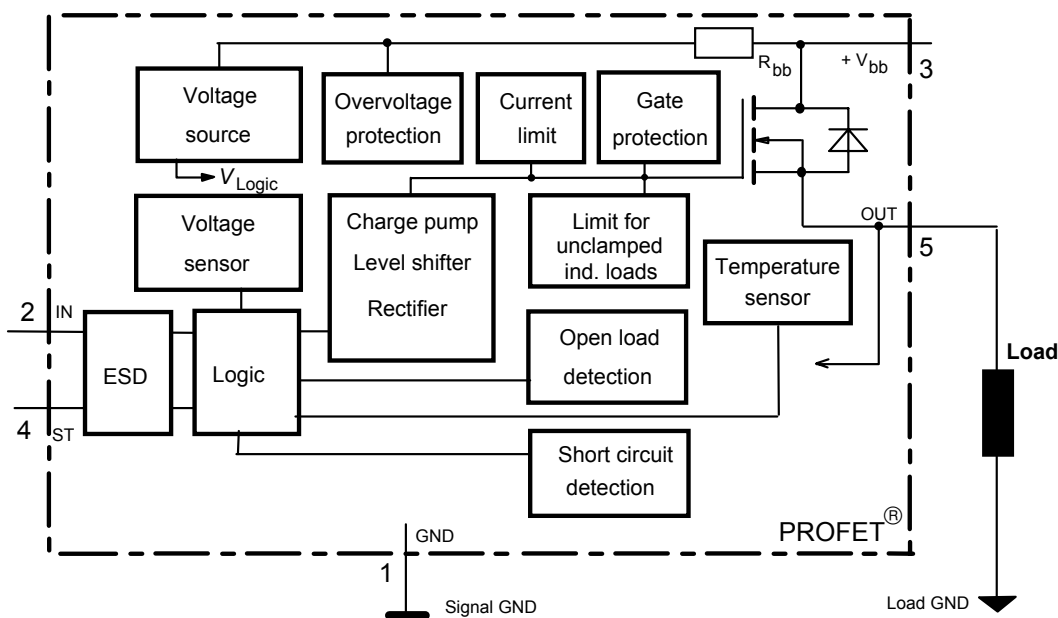 R bb
+ V bb
3
Voltage
source
Overvoltage
protection
Current
limit
Gate
protection
V Logic
Voltage
sensor
Charge pump
Level shifter
Rectifier
Limit for
unclamped
ind. loads
OUT
5
Temperature
sensor
2
IN
ESD
Logic
Open load
detection
Load
4
ST
Short circuit
detection
PROFET®
GND
1
Signal GND
Load GND